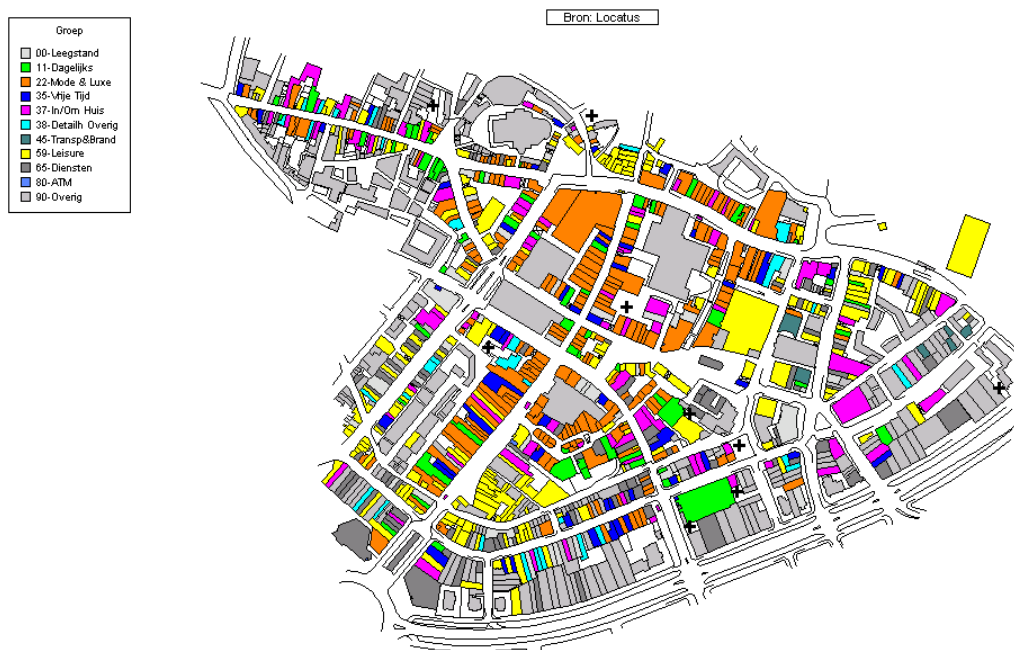 Bron: Locatus
Groep
00-Leegstand
11-Dagelijks
22-Mode & Luxe
35-Vrije Tijd
37-In/Om Huis
38-Detailh Overig
45-Transp&Brand
59-Leisure
65-Diensten
80-ATM
90-Overig